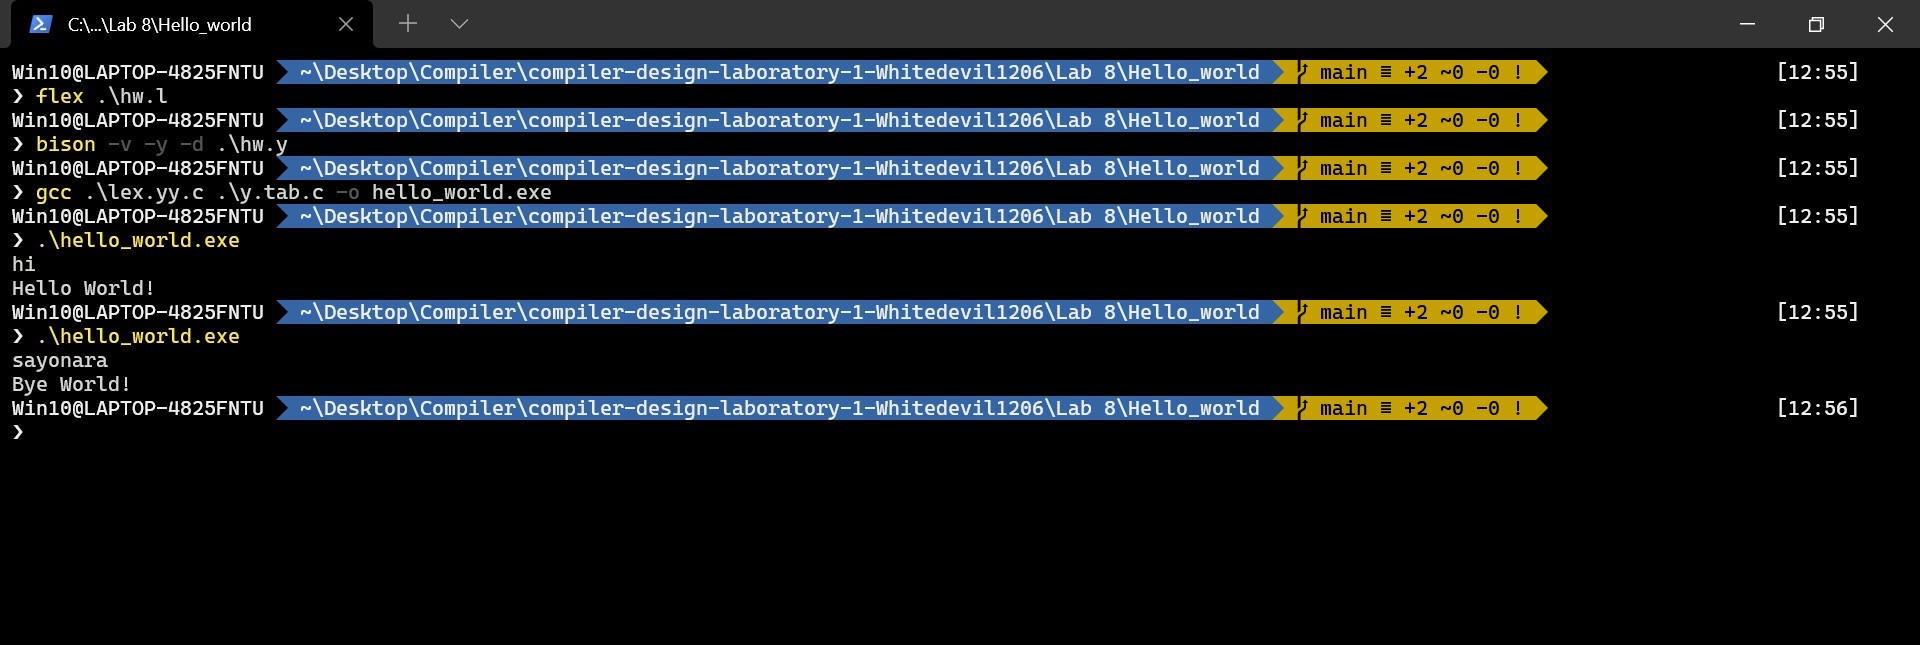 C:\...\Lab 8\Hello_world
Win10@LAPTOP-4825FNTU ~\Desktop\Compiler\compiler-design-laboratory-1-Whitedevil1206\Lab 8\Hello_world main ≡ +2 ~0 -0 ! [12:55]
❯ flex .\hw.l
Win10@LAPTOP-4825FNTU ~\Desktop\Compiler\compiler-design-laboratory-1-Whitedevil1206\Lab 8\Hello_world main ≡ +2 ~0 -0 ! [12:55]
❯ bison -v -y -d .\hw.y
Win10@LAPTOP-4825FNTU ~\Desktop\Compiler\compiler-design-laboratory-1-Whitedevil1206\Lab 8\Hello_world main ≡ +2 ~0 -0 ! [12:55]
❯ gcc .\lex.yy.c .\y.tab.c -o hello_world.exe
Win10@LAPTOP-4825FNTU ~\Desktop\Compiler\compiler-design-laboratory-1-Whitedevil1206\Lab 8\Hello_world main ≡ +2 ~0 -0 ! [12:55]
❯ .\hello_world.exe
hi
Hello World!
Win10@LAPTOP-4825FNTU ~\Desktop\Compiler\compiler-design-laboratory-1-Whitedevil1206\Lab 8\Hello_world main ≡ +2 ~0 -0 ! [12:55]
❯ .\hello_world.exe
sayonara
Bye World!
Win10@LAPTOP-4825FNTU ~\Desktop\Compiler\compiler-design-laboratory-1-Whitedevil1206\Lab 8\Hello_world main ≡ +2 ~0 -0 ! [12:56]
❯